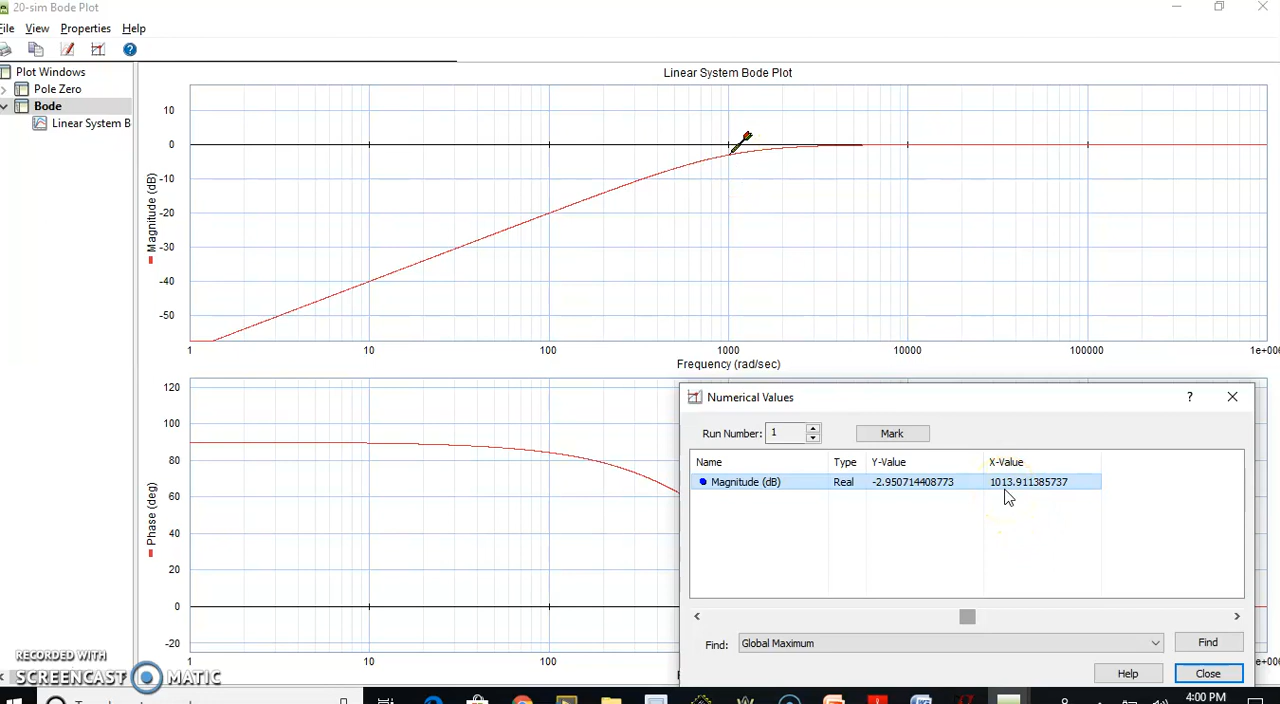 20-sim Bode Plot
File View Properties Help
Plot Windows
Pole Zero
Bode
Linear System B
Linear System Bode Plot
10
0
-10
-20
-30
-40
-50
Magnitude (dB)
1 10 100 1000 10000 100000 1e+006
Frequency (rad/sec)
120
100
80
60
40
20
0
-20
Phase (deg)
1 10 100
Numerical Values
? 
Run Number: 1 Mark
Name Type Y-Value X-Value
Magnitude (dB) Real -2.950714408773 1013.911385737
Find: Global Maximum Find
Help Close
RECORDED WITH
SCREENCAST MATIC
4:00 PM